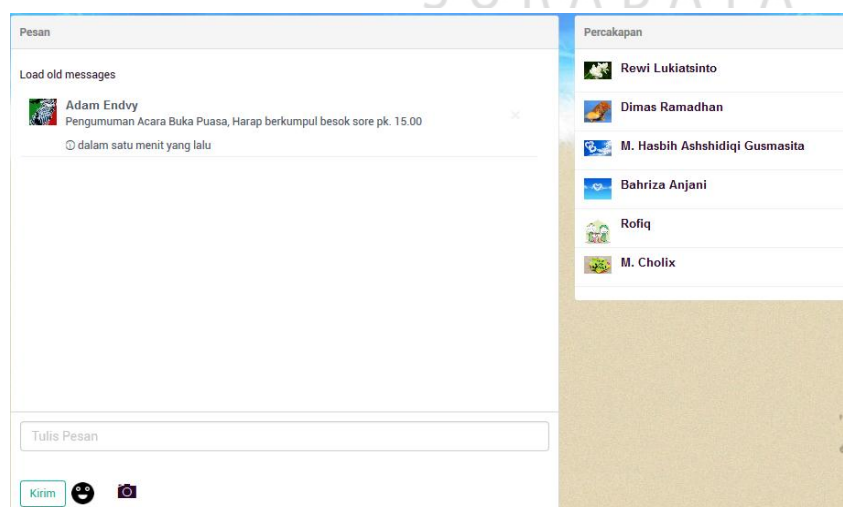 SURABAYA
Pesan
Load old messages
Adam Endvy
Pengumuman Acara Buka Puasa, Harap berkumpul besok sore pk. 15.00
dalam satu menit yang lalu
Tulis Pesan
Kirim
Percakapan
Rewi Lukiatsinto
Dimas Ramadhan
M. Hasbih Ashshidiqi Gusmasita
Bahriza Anjani
Rofiq
M. Cholix